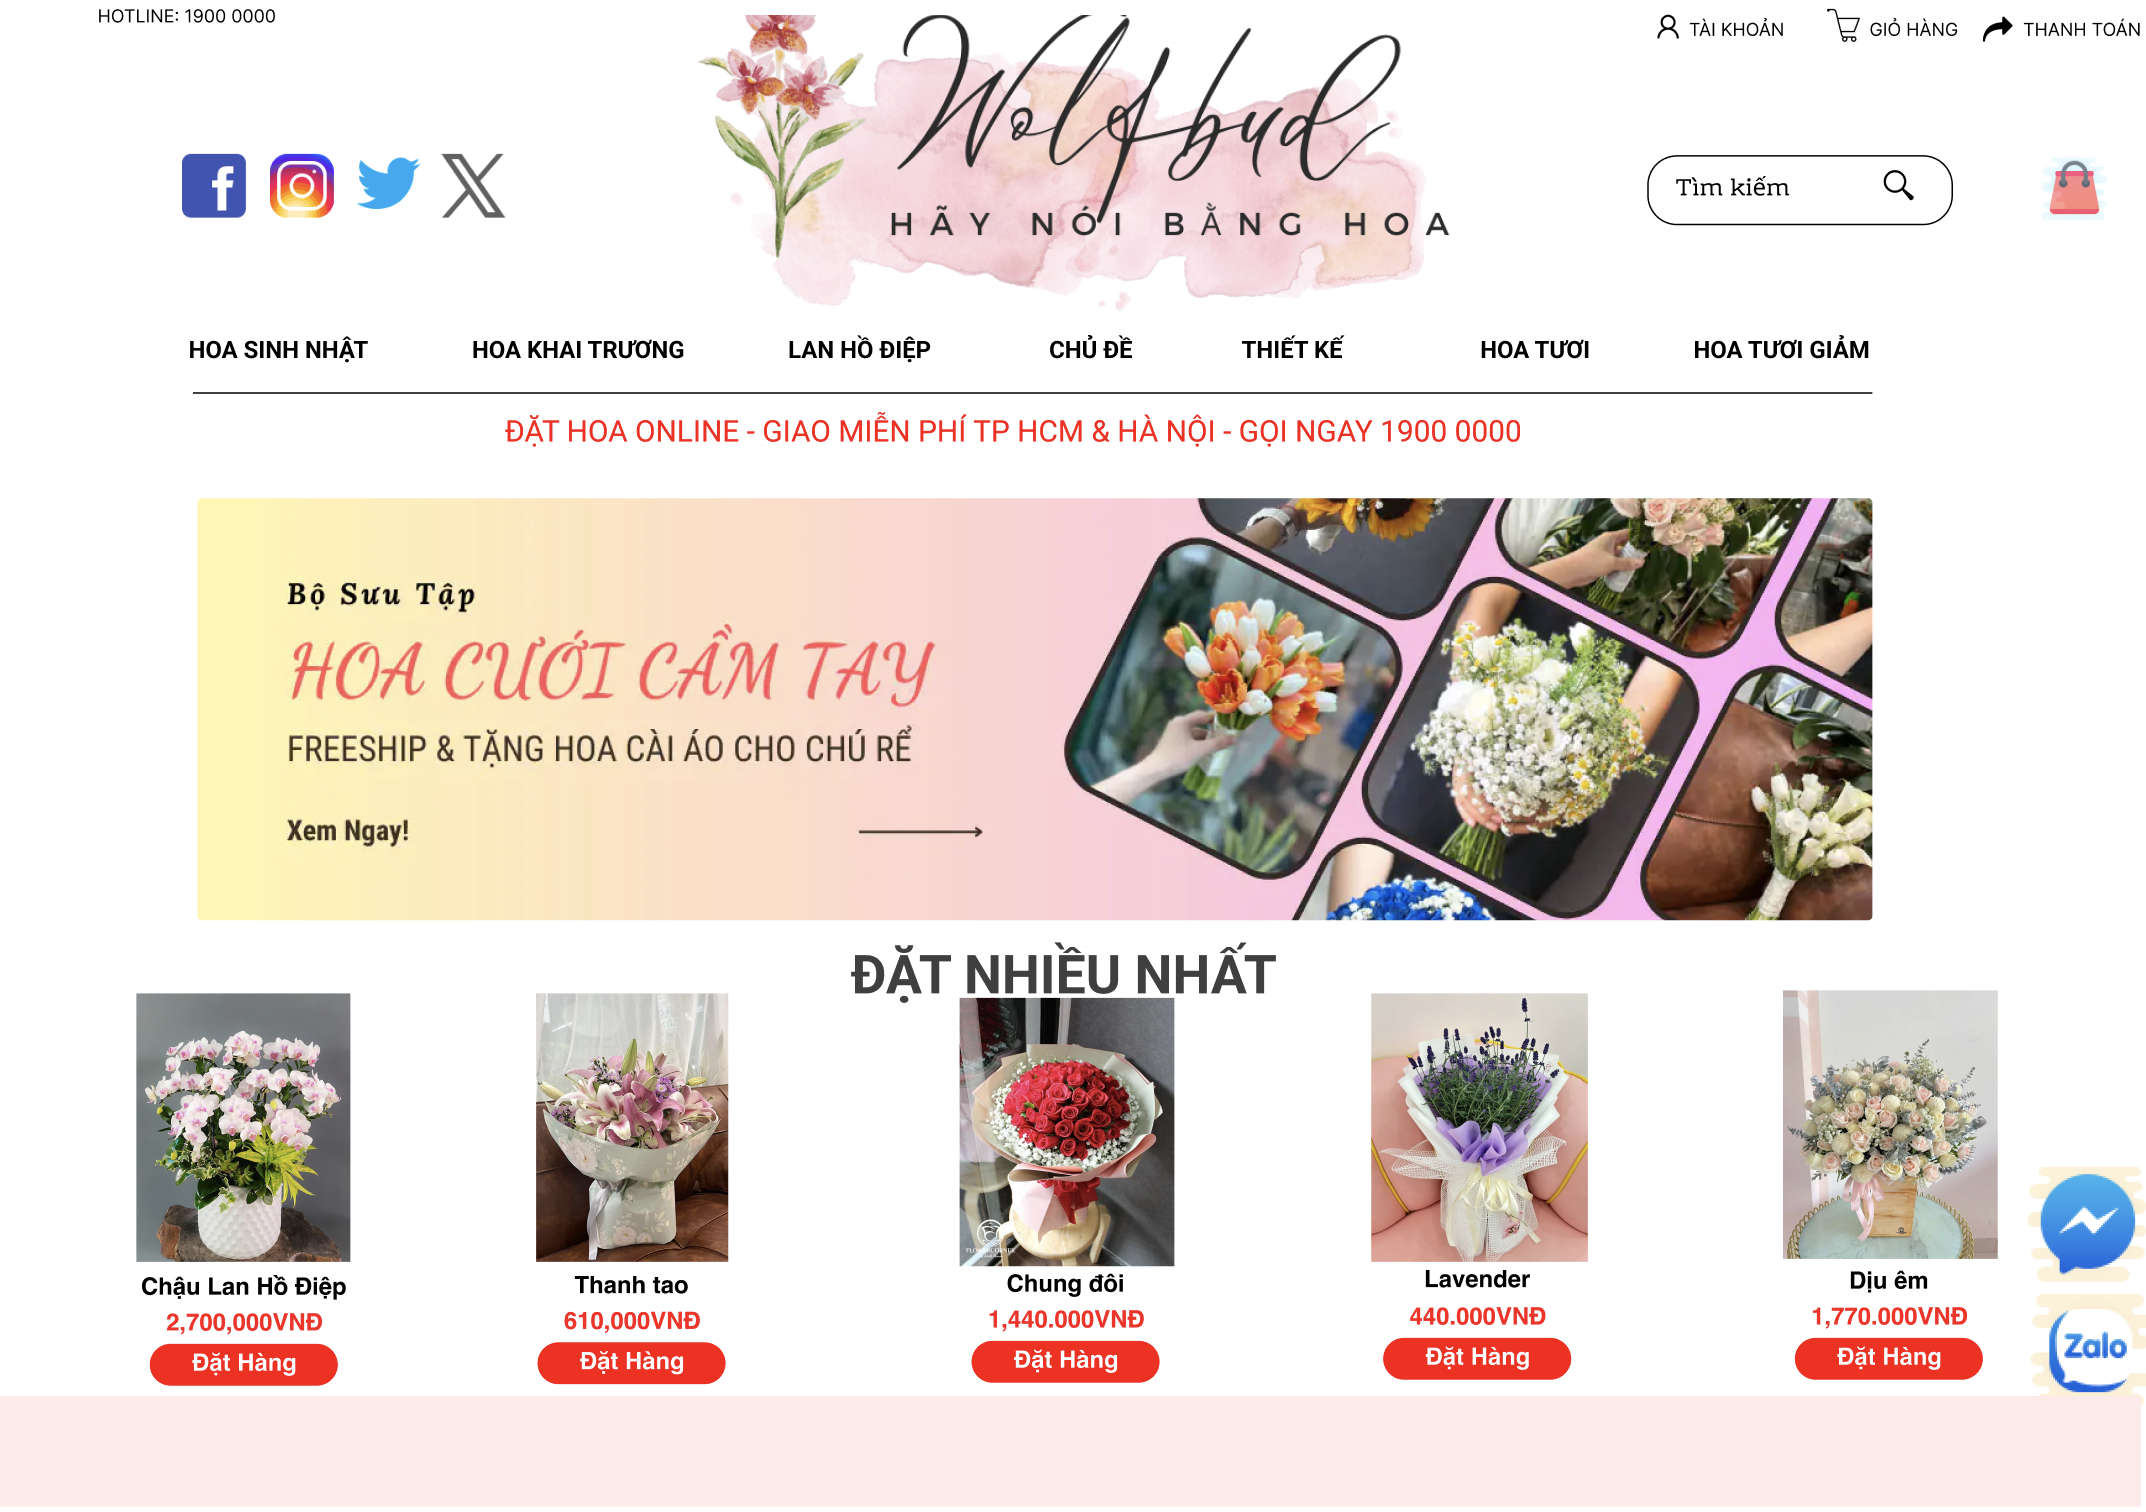 HOTLINE: 1900 0000
TÀI KHOẢN
GIỎ HÀNG
THANH TOÁN
Wolfbud
HÃY NÓI BẰNG HOA
Tìm kiếm
HOA SINH NHẬT
HOA KHAI TRƯƠNG
LAN HỒ ĐIỆP
CHỦ ĐỀ
THIẾT KẾ
HOA TƯƠI
HOA TƯƠI GIẢM
ĐẶT HOA ONLINE - GIAO MIỄN PHÍ TP HCM & HÀ NỘI - GỌI NGAY 1900 0000
Bộ Sưu Tập
HOA CƯỚI CẦM TAY
FREESHIP & TẶNG HOA CÀI ÁO CHO CHÚ RỂ
Xem Ngay!
ĐẶT NHIỀU NHẤT
Chậu Lan Hồ Điệp
2,700,000VNĐ
Đặt Hàng
Thanh tao
610,000VNĐ
Đặt Hàng
FLOWERCORNER
Chung đôi
1,440.000VNĐ
Đặt Hàng
Lavender
440.000VNĐ
Đặt Hàng
Dịu êm
1,770.000VNĐ
Đặt Hàng
Zalo